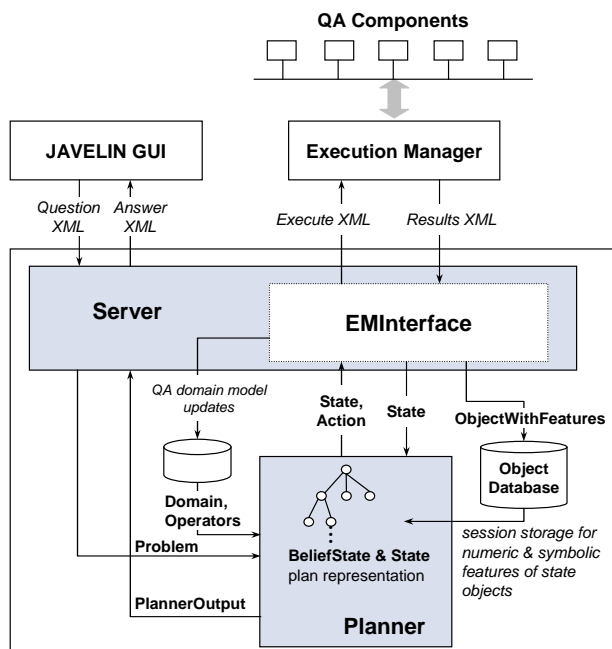 QA Components
JAVELIN GUI
Execution Manager
Question
XML
Answer
XML
Execute XML
Results XML
Server
EMInterface
QA domain model
updates
State,
Action
State
ObjectWithFeatures
Object
Database
Domain,
Operators
Problem
BeliefState & State
plan representation
session storage for
numeric & symbolic
features of state
objects
PlannerOutput
Planner